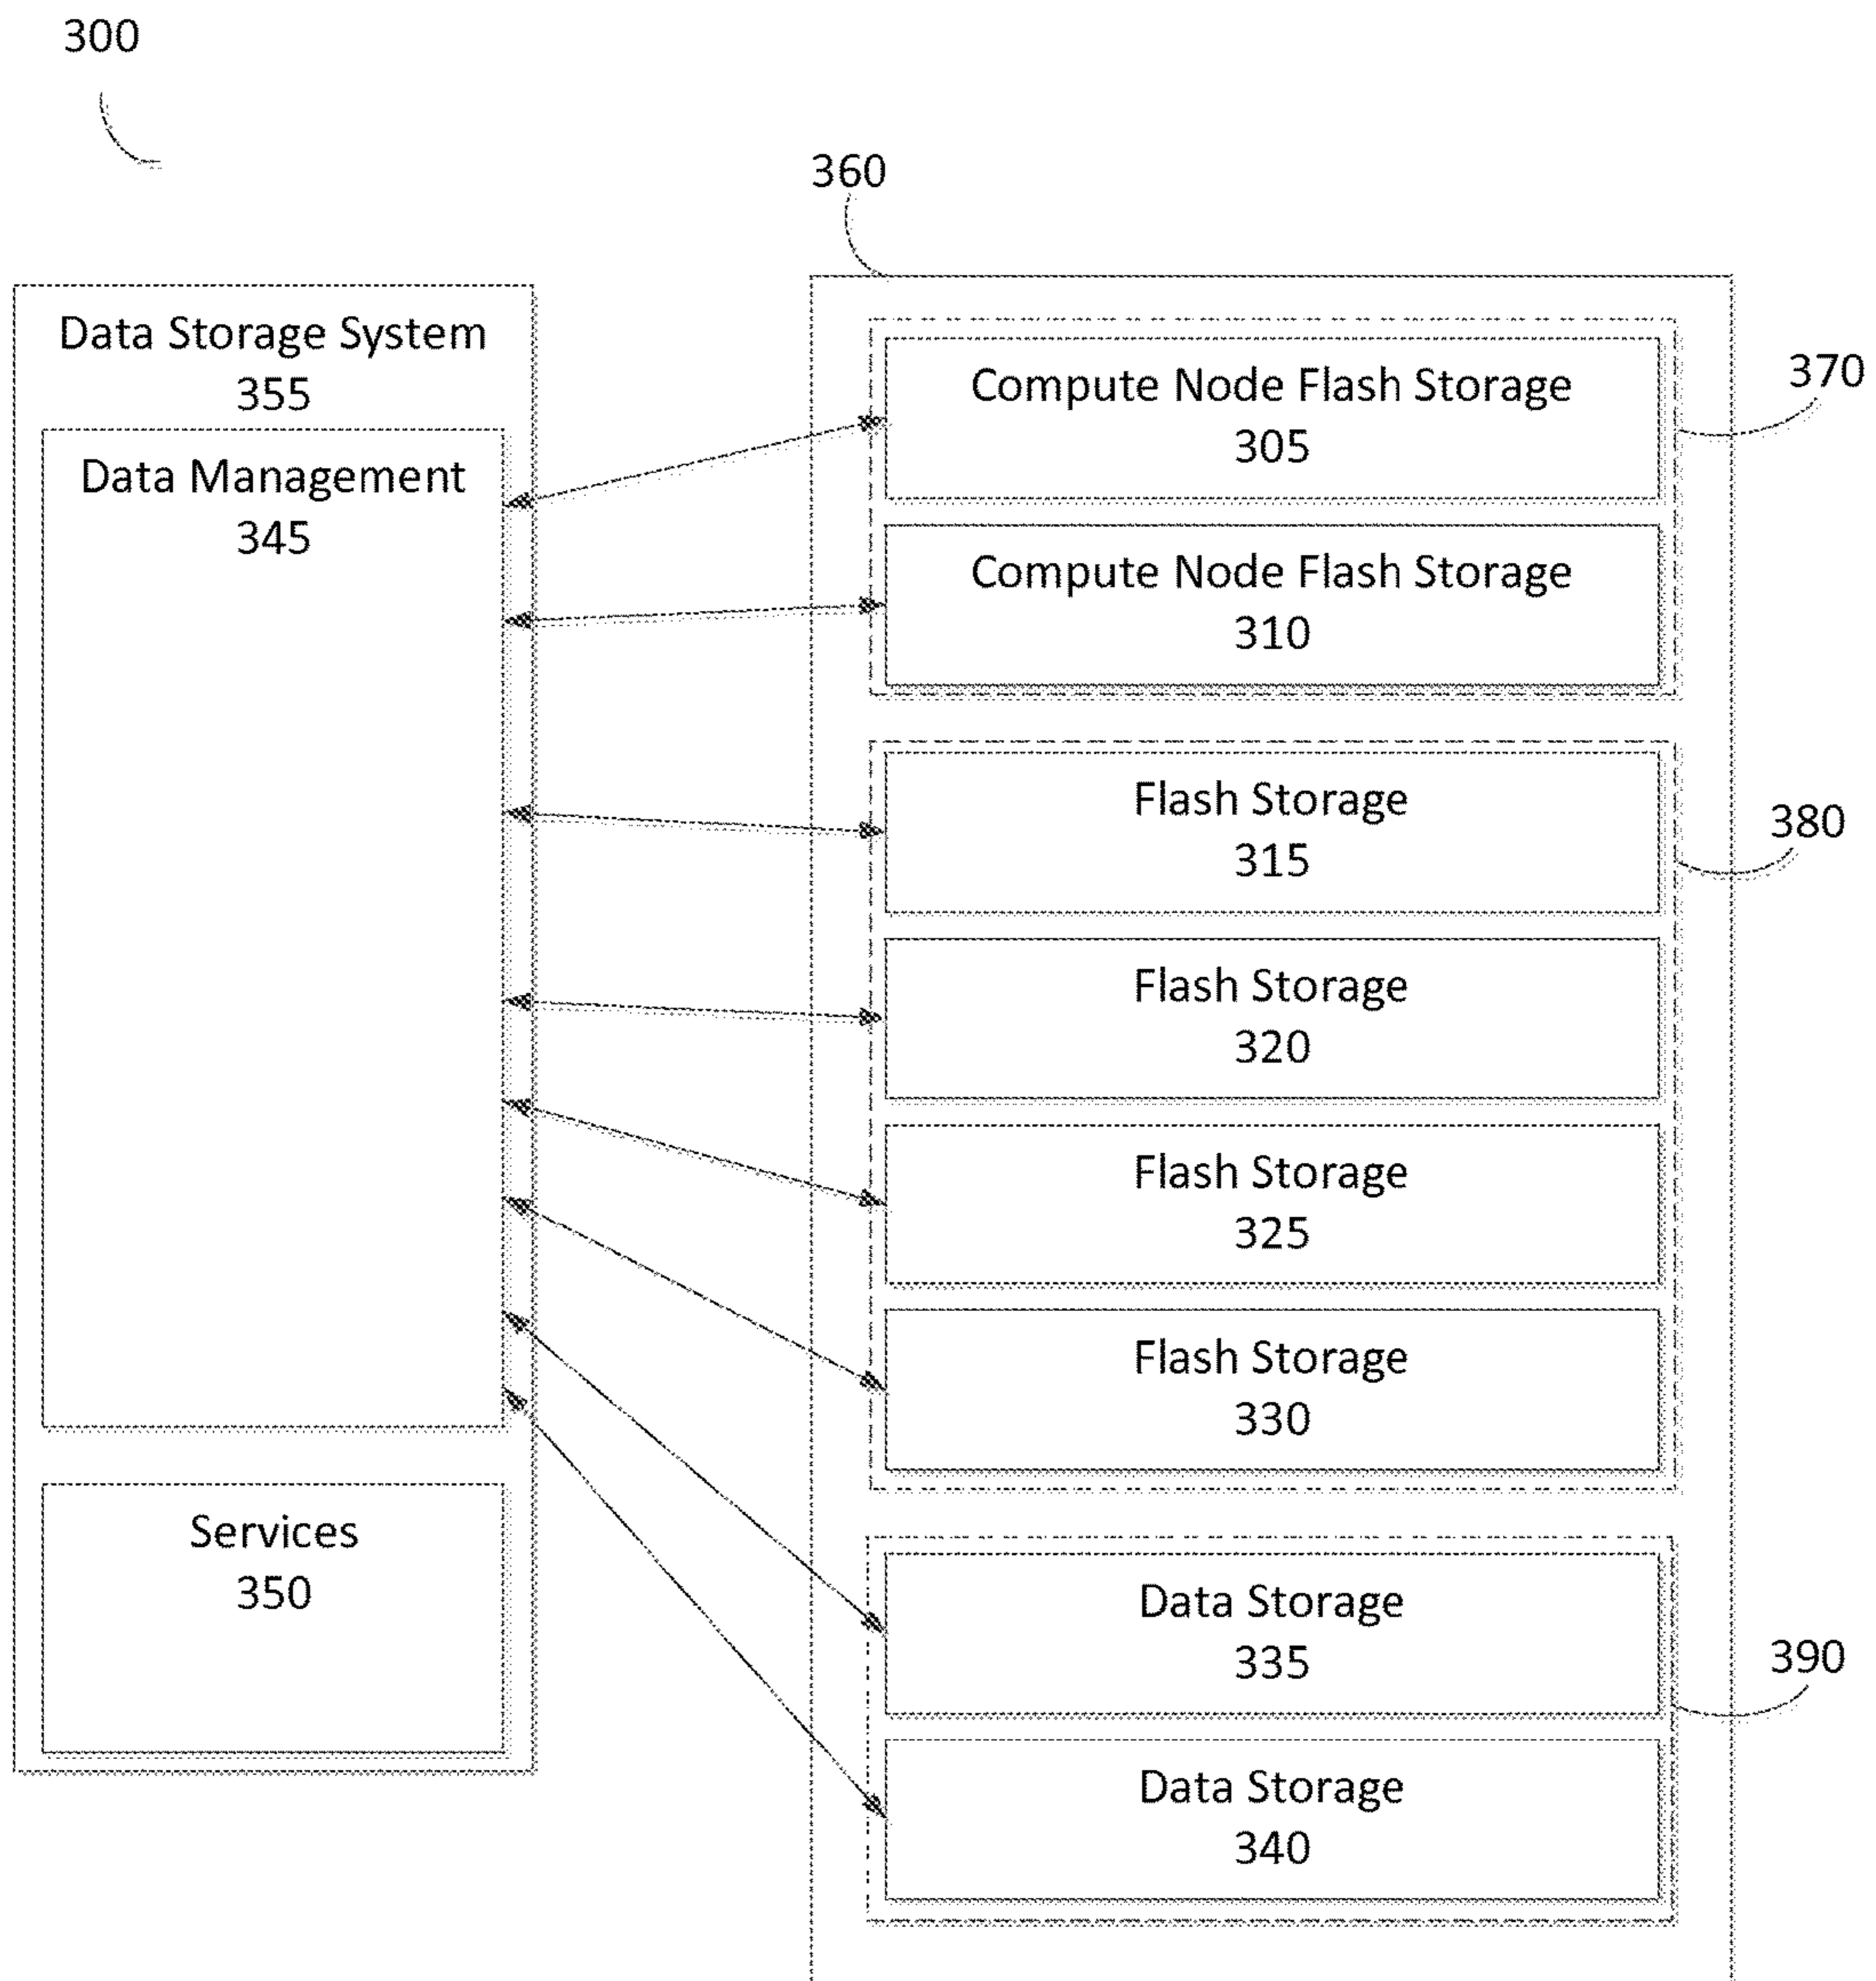 300
360
Data Storage System
355
Data Management
345
Services
350
Compute Node Flash Storage
305
Compute Node Flash Storage
310
370
Flash Storage
315
Flash Storage
320
Flash Storage
325
Flash Storage
330
380
Data Storage
335
Data Storage
340
390